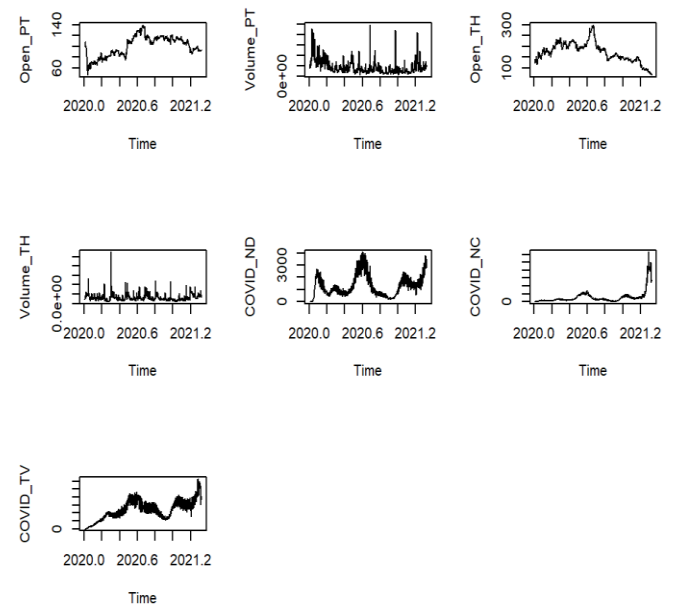 Open_PT
60
140
2020.0 2020.6 2021.2
Time
Volume_PT
0e+00
2020.0 2020.6 2021.2
Time
Open_TH
100
300
2020.0 2020.6 2021.2
Time
Volume_TH
0.0e+00
2020.0 2020.6 2021.2
Time
COVID_ND
0
3000
2020.0 2020.6 2021.2
Time
COVID_NC
0
2020.0 2020.6 2021.2
Time
COVID_TV
0
2020.0 2020.6 2021.2
Time